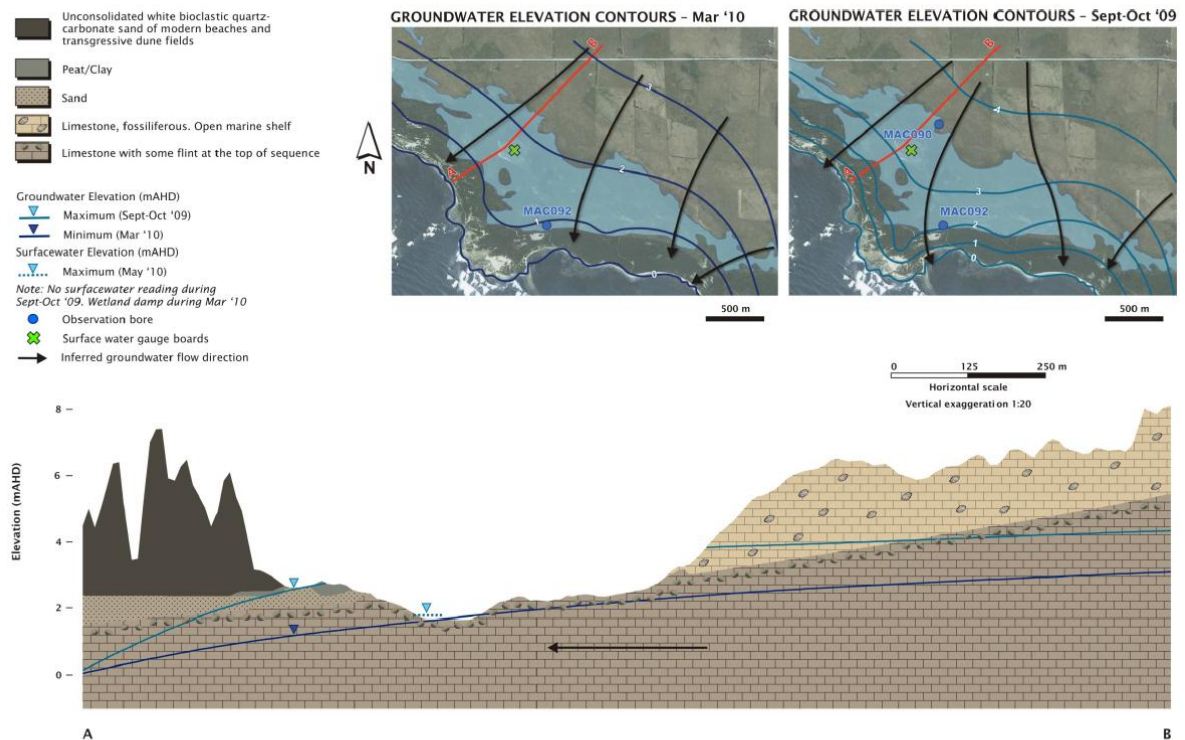 Unconsolidated white bioclastic quartz-
carbonate sand of modern beaches and
transgressive dune fields
Peat/Clay
Sand
Limestone, fossiliferous. Open marine shelf
Limestone with some flint at the top of sequence
Groundwater Elevation (mAHD)
Maximum (Sept-Oct '09)
Minimum (Mar '10)
Surfacewater Elevation (mAHD)
Maximum (May '10)
Note: No surfacewater reading during
Sept-Oct '09. Wetland damp during Mar '10
Observation bore
Surface water gauge boards
Inferred groundwater flow direction
N
GROUNDWATER ELEVATION CONTOURS – Mar '10
B
3
2
A
MAC092
1
0
500 m
GROUNDWATER ELEVATION CONTOURS – Sept-Oct '09
B
4
MAC090
A
3
MAC092
2
1
0
500 m
0 125 250 m
Horizontal scale
Vertical exaggeration 1:20
Elevation (mAHD)
8
6
4
2
0
A
B